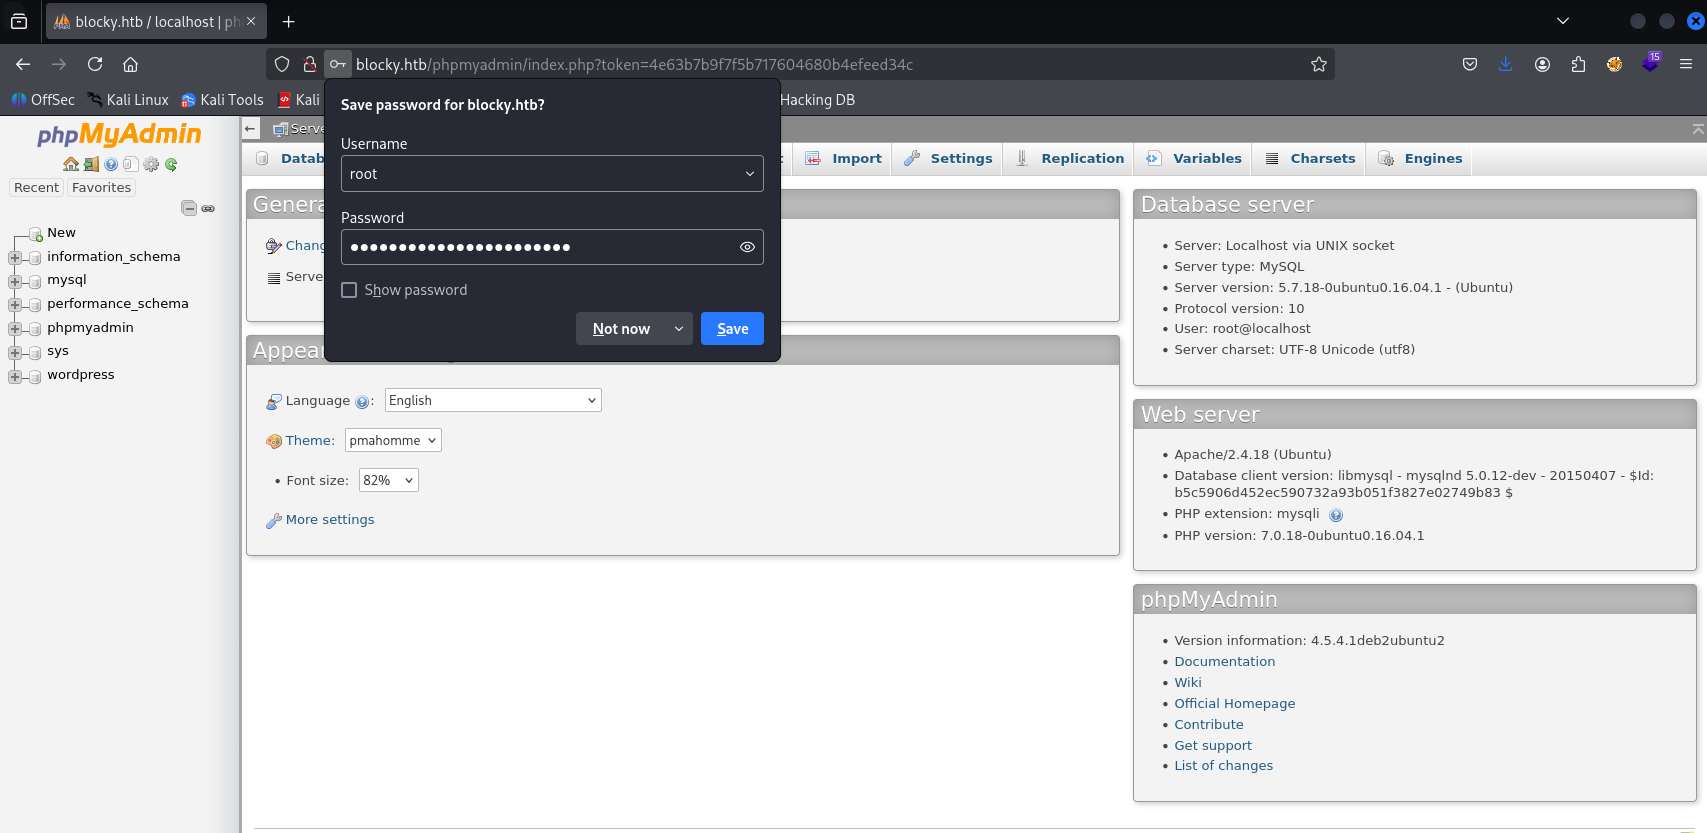 blocky.htb / localhost | ph
blocky.htb/phpmyadmin/index.php?token=4e63b7b9f7f5b717604680b4efeed34c
15
OffSec
Kali Linux
Kali Tools
Kali
Hacking DB
Save password for blocky.htb?
Username
root
Password
●●●●●●●●●●●●●●●●●●●●●●●
Show password
Not now
Save
phpMyAdmin
Recent
Favorites
New
information_schema
mysql
performance_schema
phpmyadmin
sys
wordpress
Serve
Datab
Import
Settings
Replication
Variables
Charsets
Engines
Genera
Chang
Serve
Appea
Language :
English
Theme:
pmahomme
• Font size:
82%
More settings
Database server
• Server: Localhost via UNIX socket
• Server type: MySQL
• Server version: 5.7.18-0ubuntu0.16.04.1 - (Ubuntu)
• Protocol version: 10
• User: root@localhost
• Server charset: UTF-8 Unicode (utf8)
Web server
• Apache/2.4.18 (Ubuntu)
• Database client version: libmysql - mysqlnd 5.0.12-dev - 20150407 - $Id:
b5c5906d452ec590732a93b051f3827e02749b83 $
• PHP extension: mysqli
• PHP version: 7.0.18-0ubuntu0.16.04.1
phpMyAdmin
• Version information: 4.5.4.1deb2ubuntu2
• Documentation
• Wiki
• Official Homepage
• Contribute
• Get support
• List of changes